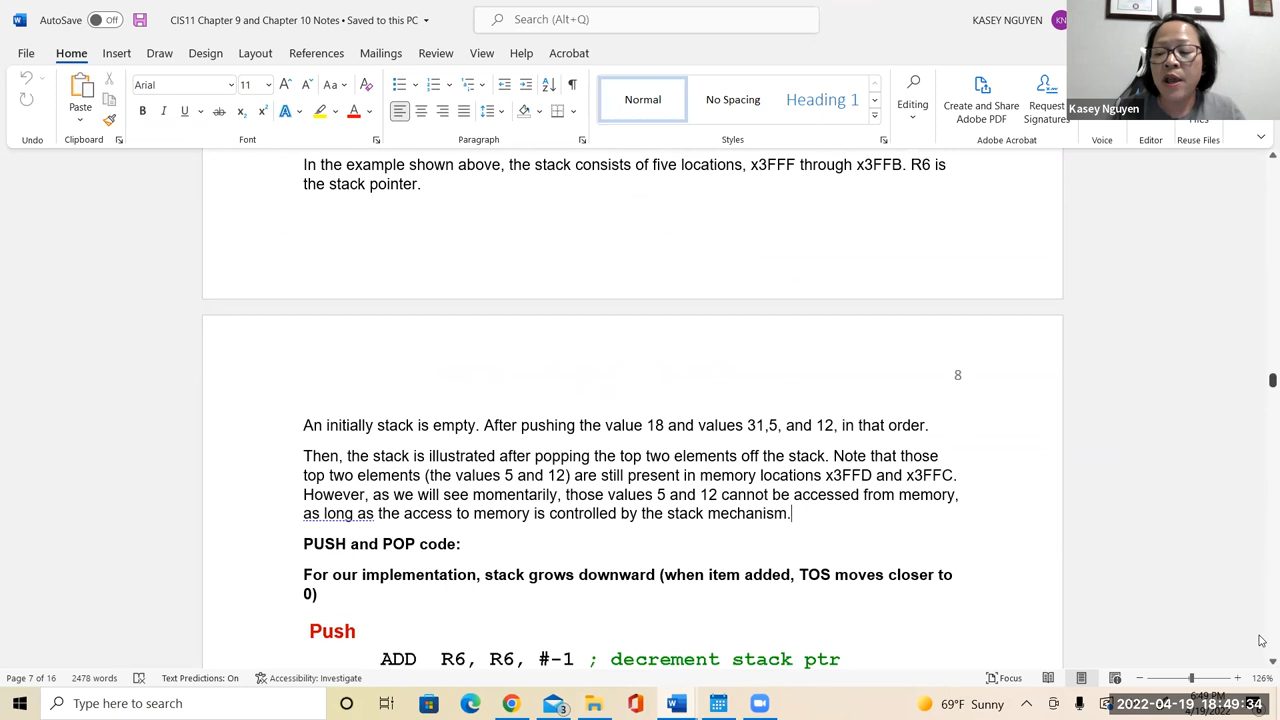 AutoSave Off CIS11 Chapter 9 and Chapter 10 Notes • Saved to this PC Search (Alt+Q) KASEY NGUYEN KN
File Home Insert Draw Design Layout References Mailings Review View Help Acrobat
Arial 11 Aa
Paste
B I U ab x₂ x² A A
Normal No Spacing Heading 1
Editing
Create and Share Adobe PDF
Request Signatures
Kasey Nguyen
Files
Undo Clipboard Font Paragraph Styles Adobe Acrobat Voice Editor Reuse Files
In the example shown above, the stack consists of five locations, x3FFF through x3FFB. R6 is
the stack pointer.
8
An initially stack is empty. After pushing the value 18 and values 31,5, and 12, in that order.
Then, the stack is illustrated after popping the top two elements off the stack. Note that those
top two elements (the values 5 and 12) are still present in memory locations x3FFD and x3FFC.
However, as we will see momentarily, those values 5 and 12 cannot be accessed from memory,
as long as the access to memory is controlled by the stack mechanism.
PUSH and POP code:
For our implementation, stack grows downward (when item added, TOS moves closer to
0)
Push
ADD R6, R6, #-1 ; decrement stack ptr
Page 7 of 16 2478 words Text Predictions: On Accessibility: Investigate Focus 126%
Type here to search 3 69°F Sunny 2022-04-19 18:49:34